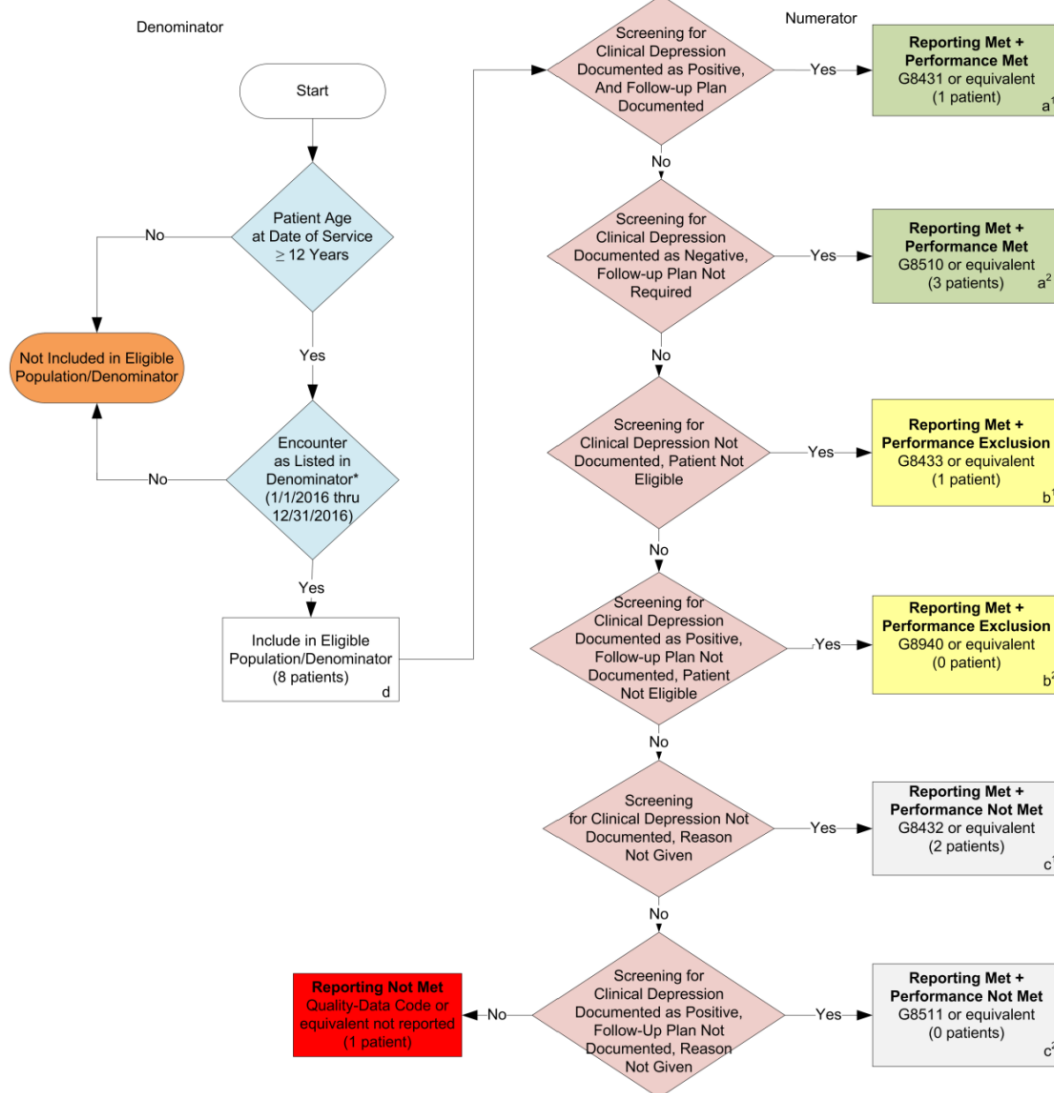 Denominator
Start
Patient Age
at Date of Service
≥ 12 Years
No
Yes
Not Included in Eligible
Population/Denominator
Encounter
as Listed in
Denominator*
(1/1/2016 thru
12/31/2016)
No
Yes
Include in Eligible
Population/Denominator
(8 patients)
d
Numerator
Screening for
Clinical Depression
Documented as Positive,
And Follow-up Plan
Documented
Yes
Reporting Met +
Performance Met
G8431 or equivalent
(1 patient)
a1
No
Screening for
Clinical Depression
Documented as Negative,
Follow-up Plan Not
Required
Yes
Reporting Met +
Performance Met
G8510 or equivalent
(3 patients)
a2
No
Screening for
Clinical Depression Not
Documented, Patient Not
Eligible
Yes
Reporting Met +
Performance Exclusion
G8433 or equivalent
(1 patient)
b1
No
Screening for
Clinical Depression
Documented as Positive,
Follow-up Plan Not
Documented, Patient
Not Eligible
Yes
Reporting Met +
Performance Exclusion
G8940 or equivalent
(0 patient)
b2
No
Screening
for Clinical Depression Not
Documented, Reason
Not Given
Yes
Reporting Met +
Performance Not Met
G8432 or equivalent
(2 patients)
c1
No
Screening for
Clinical Depression
Documented as Positive,
Follow-Up Plan Not
Documented, Reason
Not Given
Yes
Reporting Met +
Performance Not Met
G8511 or equivalent
(0 patients)
c2
No
Reporting Not Met
Quality-Data Code or
equivalent not reported
(1 patient)